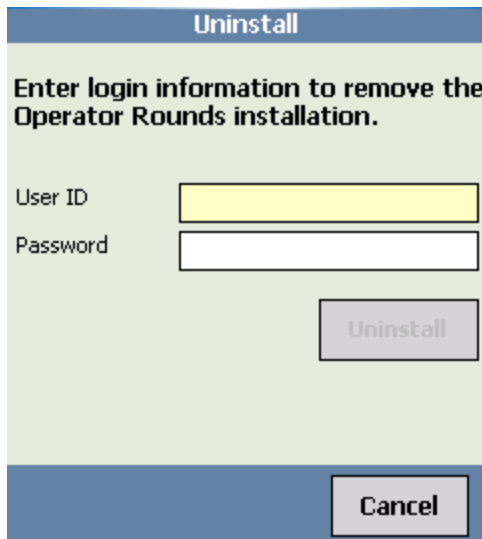 Uninstall
Enter login information to remove the
Operator Rounds installation.
User ID
Password
Uninstall
Cancel